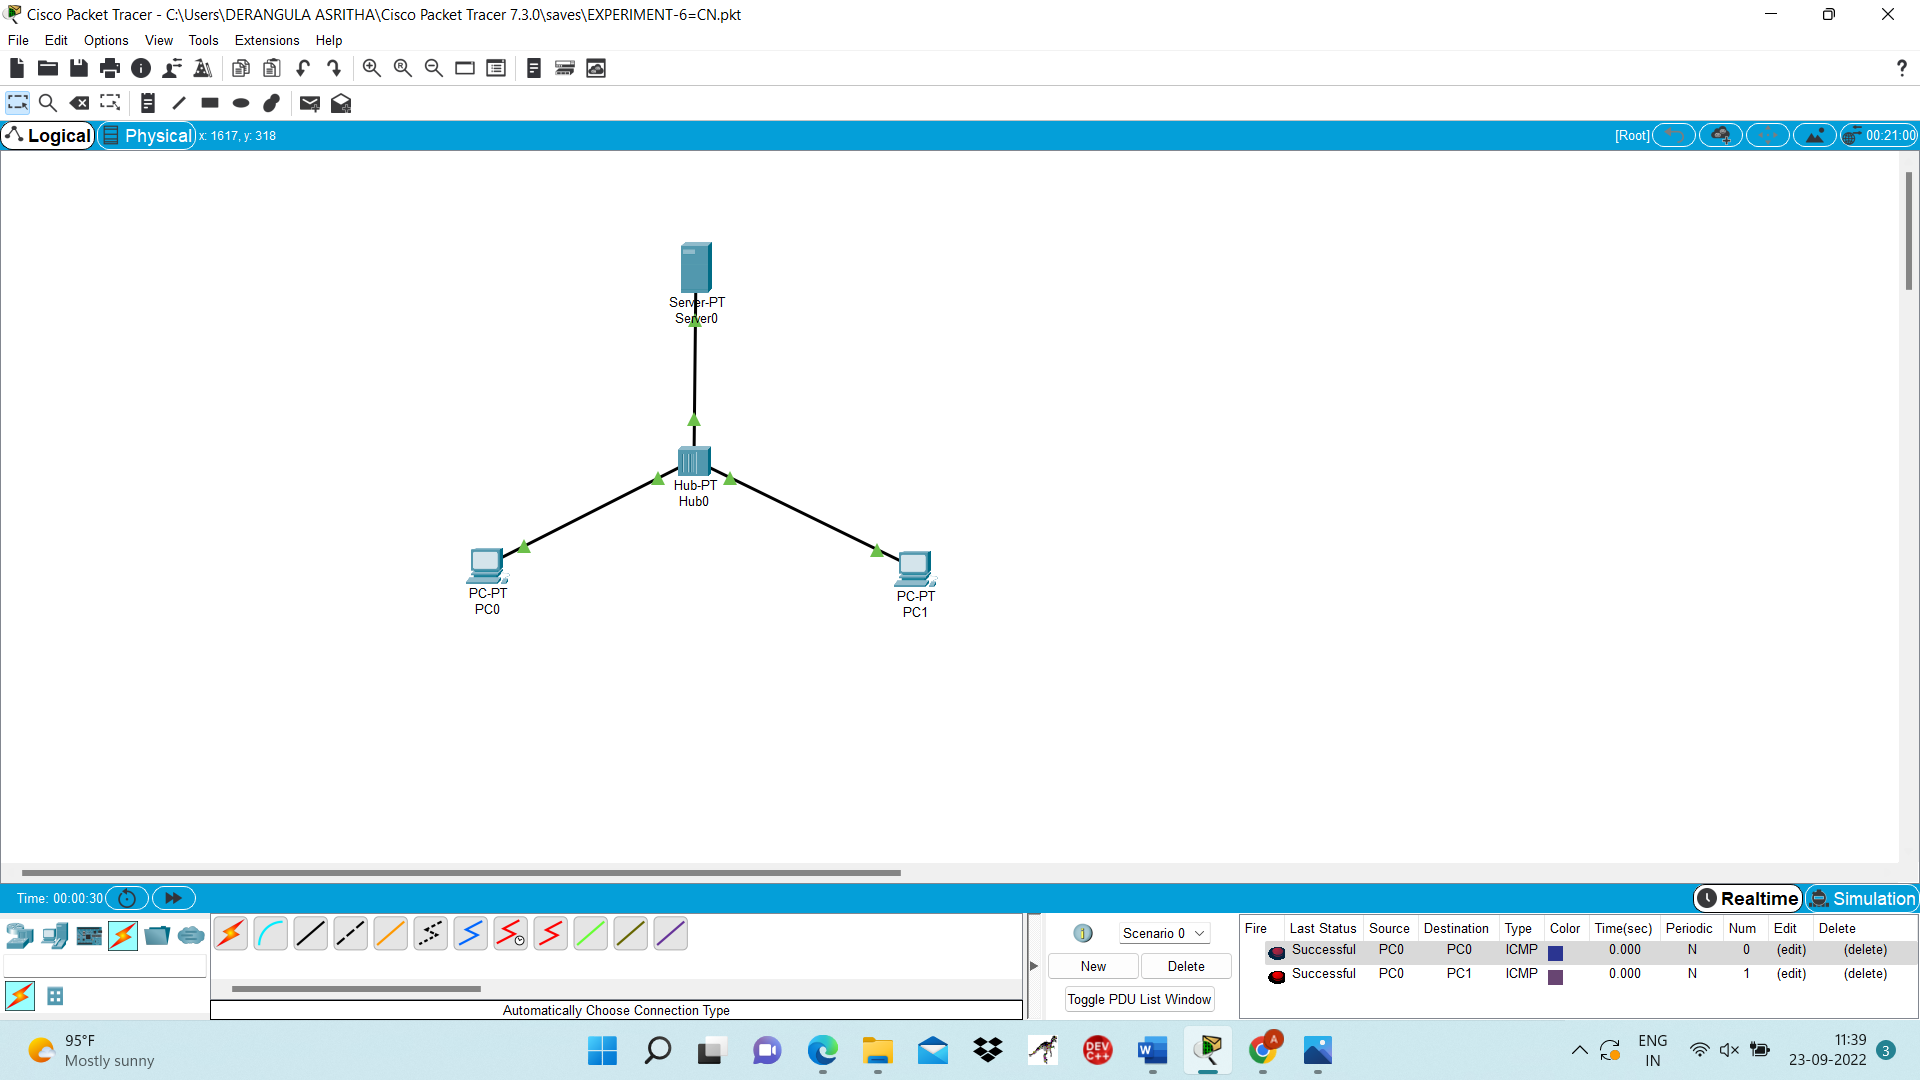 Cisco Packet Tracer - C:\Users\DERANGULA ASRITHA\Cisco Packet Tracer 7.3.0\saves\EXPERIMENT-6=CN.pkt
File Edit Options View Tools Extensions Help
?
Logical Physical x: 1617, y: 318 [Root] 00:21:00
Server-PT
Server0
Hub-PT
Hub0
PC-PT
PC0
PC-PT
PC1
Time: 00:00:30 Realtime Simulation
Scenario 0
New Delete
Toggle PDU List Window
Fire Last Status Source Destination Type Color Time(sec) Periodic Num Edit Delete
Successful PC0 PC0 ICMP 0.000 N 0 (edit) (delete)
Successful PC0 PC1 ICMP 0.000 N 1 (edit) (delete)
Automatically Choose Connection Type
95°F
Mostly sunny
DEV
C++
W
A
ENG
IN
11:39
23-09-2022
3